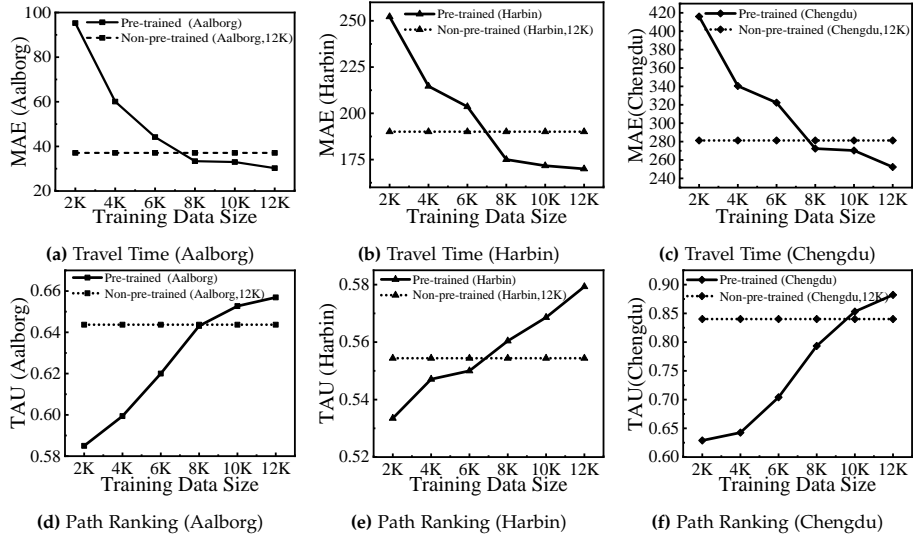 Pre-trained (Aalborg)
Non-pre-trained (Aalborg,12K)
MAE (Aalborg)
100
80
60
40
20
2K 4K 6K 8K 10K 12K
Training Data Size
(a) Travel Time (Aalborg)
Pre-trained (Harbin)
Non-pre-trained (Harbin,12K)
MAE (Harbin)
250
225
200
175
2K 4K 6K 8K 10K 12K
Training Data Size
(b) Travel Time (Harbin)
Pre-trained (Chengdu)
Non-pre-trained (Chengdu,12K)
MAE(Chengdu)
420
400
380
360
340
320
300
280
260
240
2K 4K 6K 8K 10K 12K
Training Data Size
(c) Travel Time (Chengdu)
Pre-trained (Aalborg)
Non-pre-trained (Aalborg,12K)
TAU (Aalborg)
0.66
0.64
0.62
0.60
0.58
2K 4K 6K 8K 10K 12K
Training Data Size
(d) Path Ranking (Aalborg)
Pre-trained (Harbin)
Non-pre-trained (Harbin,12K)
TAU (Harbin)
0.58
0.56
0.54
0.52
2K 4K 6K 8K 10K 12K
Training Data Size
(e) Path Ranking (Harbin)
Pre-trained (Chengdu)
Non-pre-trained (Chengdu,12K)
TAU(Chengdu)
0.90
0.85
0.80
0.75
0.70
0.65
0.60
2K 4K 6K 8K 10K 12K
Training Data Size
(f) Path Ranking (Chengdu)